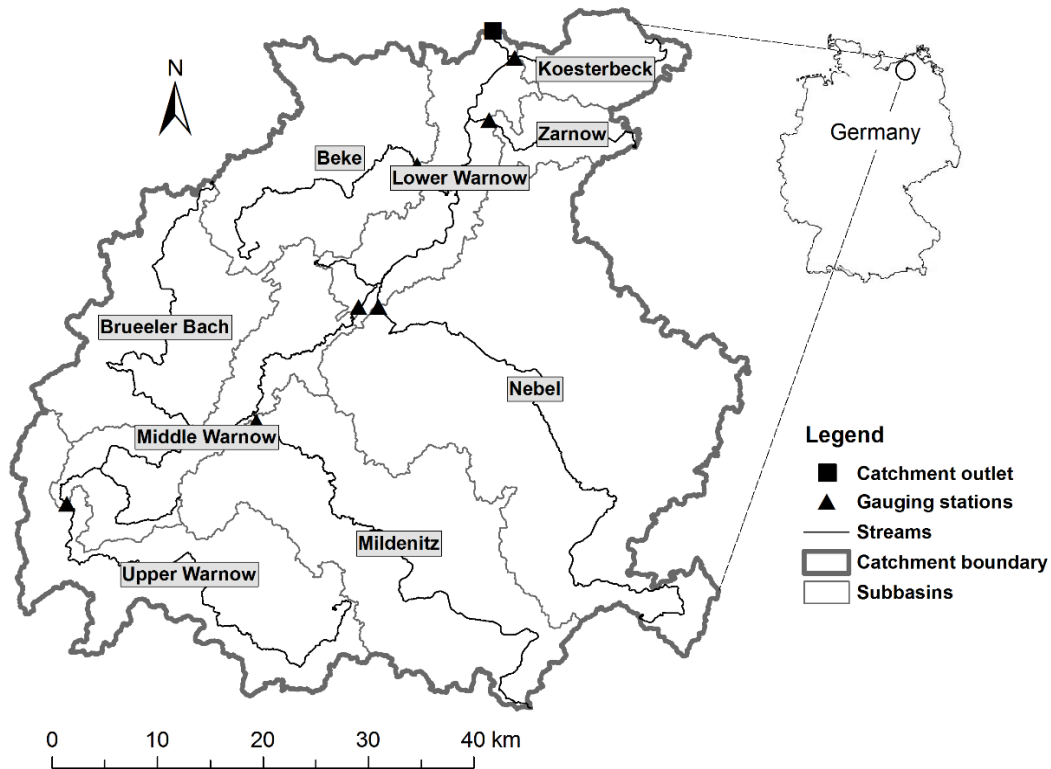 N
Koesterbeck
Zarnow
Beke
Lower Warnow
Germany
Brueeler Bach
Nebel
Middle Warnow
Mildenitz
Upper Warnow
Legend
Catchment outlet
Gauging stations
Streams
Catchment boundary
Subbasins
0 10 20 30 40 km